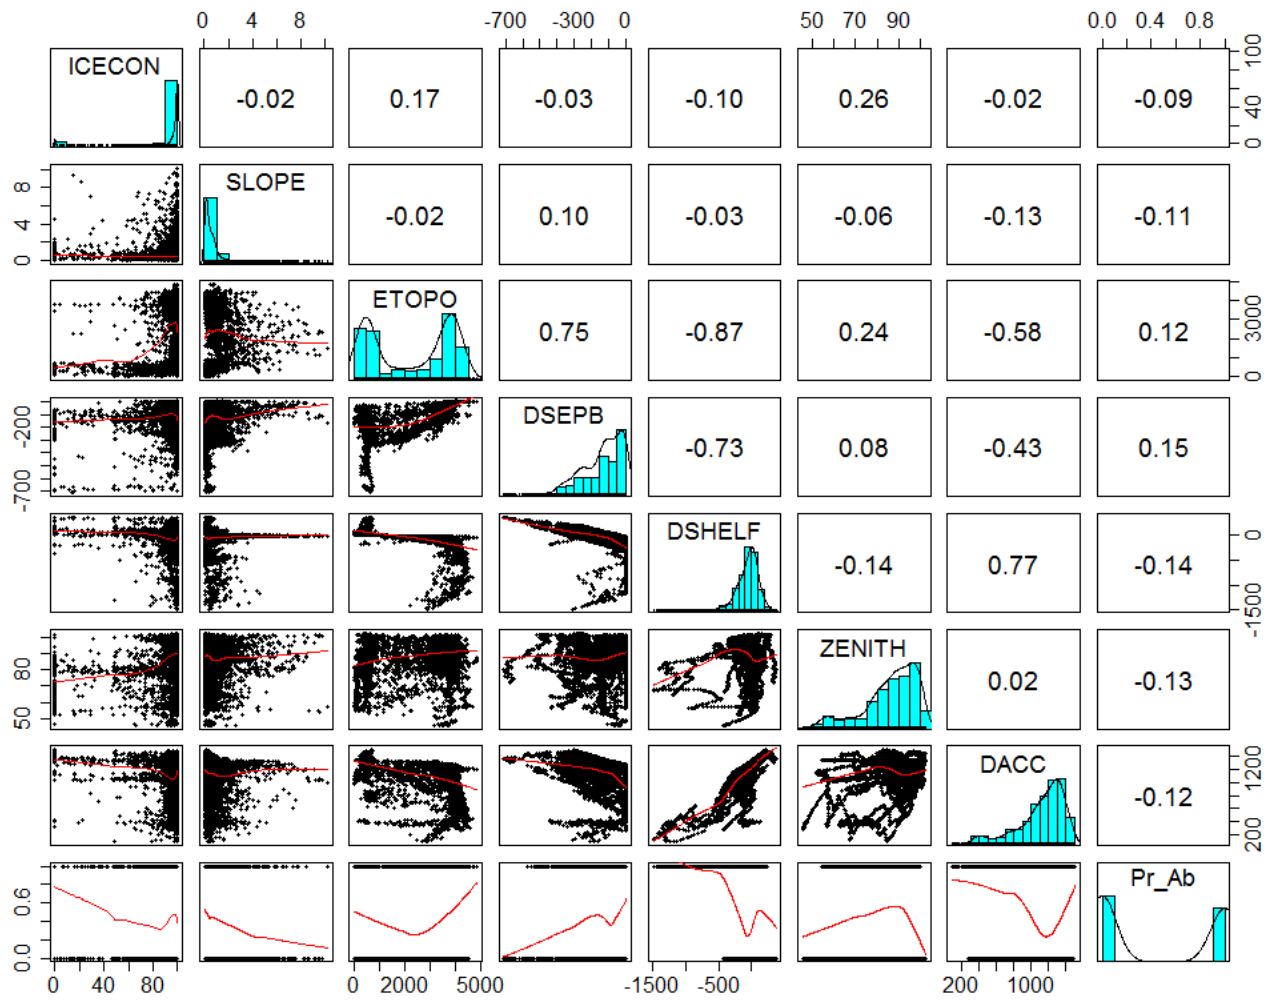 0 4 8 -700 -300 0 50 70 90 0.0 0.4 0.8
ICECON -0.02 0.17 -0.03 -0.10 0.26 -0.02 -0.09 0 40 100
0 4 8 SLOPE -0.02 0.10 -0.03 -0.06 -0.13 -0.11
ETOPO 0.75 -0.87 0.24 -0.58 0.12 0 3000
-700 -200 DSEPB -0.73 0.08 -0.43 0.15
DSHELF -0.14 0.77 -0.14 -1500 0
50 80 ZENITH 0.02 -0.13
DACC -0.12 200 1200
0.0 0.6 Pr_Ab
0 40 80 0 2000 5000 -1500 -500 200 1000